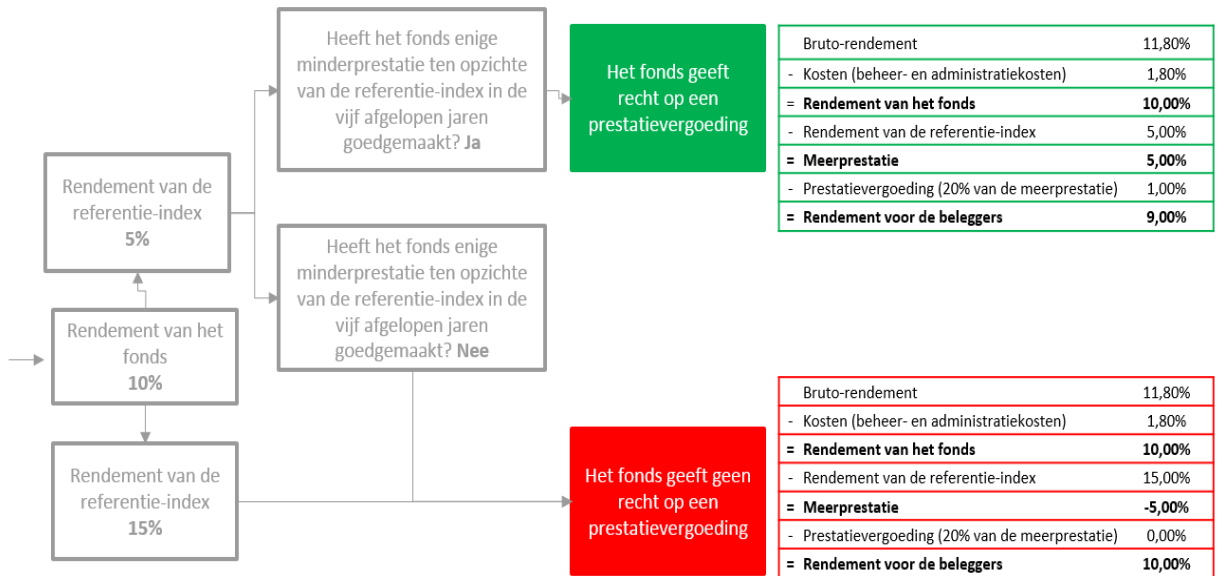 Rendement van het
fonds
10%
Rendement van de
referentie-index
5%
Rendement van de
referentie-index
15%
Heeft het fonds enige
minderprestatie ten opzichte
van de referentie-index in de
vijf afgelopen jaren
goedgemaakt? Ja
Heeft het fonds enige
minderprestatie ten opzichte
van de referentie-index in de
vijf afgelopen jaren
goedgemaakt? Nee
Het fonds geeft
recht op een
prestatievergoeding
Bruto-rendement 11,80%
- Kosten (beheer- en administratiekosten) 1,80%
= Rendement van het fonds 10,00%
- Rendement van de referentie-index 5,00%
= Meerprestatie 5,00%
- Prestatievergoeding (20% van de meerprestatie) 1,00%
= Rendement voor de beleggers 9,00%
Het fonds geeft geen
recht op een
prestatievergoeding
Bruto-rendement 11,80%
- Kosten (beheer- en administratiekosten) 1,80%
= Rendement van het fonds 10,00%
- Rendement van de referentie-index 15,00%
= Meerprestatie -5,00%
- Prestatievergoeding (20% van de meerprestatie) 0,00%
= Rendement voor de beleggers 10,00%